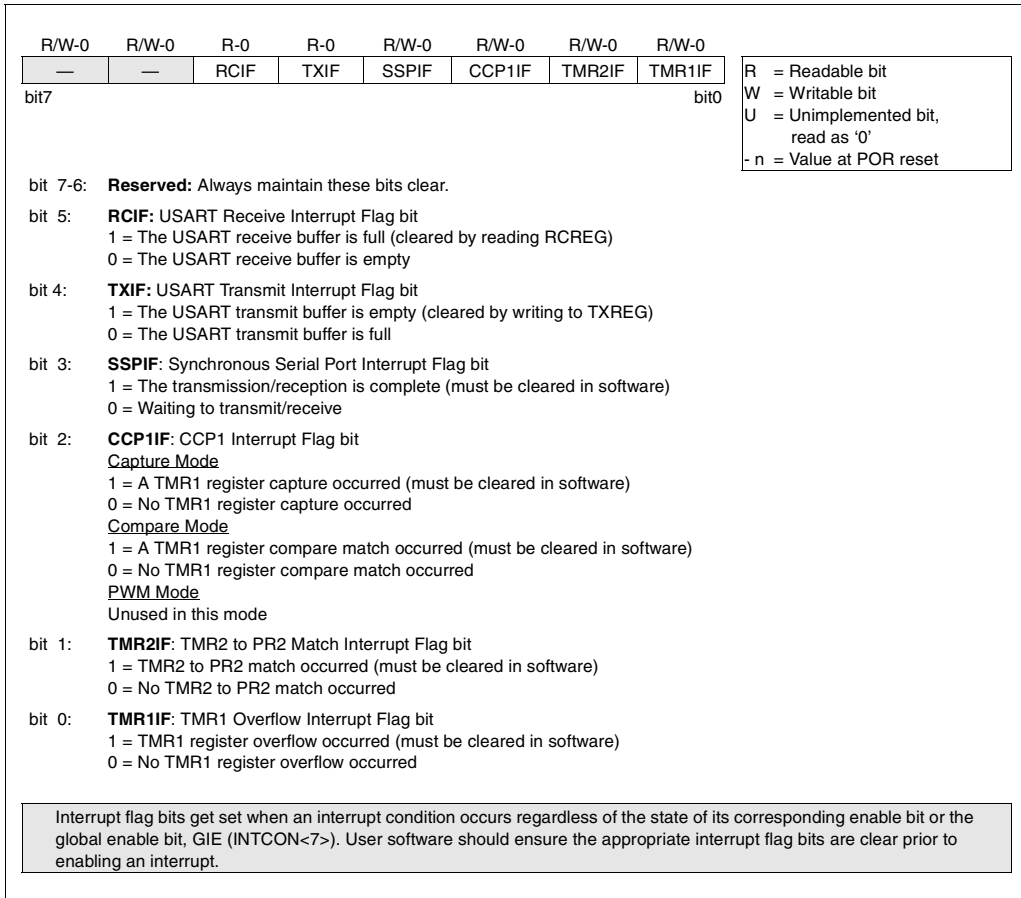 R/W-0 R/W-0 R-0 R-0 R/W-0 R/W-0 R/W-0 R/W-0
— — RCIF TXIF SSPIF CCP1IF TMR2IF TMR1IF
bit7 bit0
R = Readable bit
W = Writable bit
U = Unimplemented bit,
read as ‘0’
- n = Value at POR reset
bit 7-6: Reserved: Always maintain these bits clear.
bit 5: RCIF: USART Receive Interrupt Flag bit
1 = The USART receive buffer is full (cleared by reading RCREG)
0 = The USART receive buffer is empty
bit 4: TXIF: USART Transmit Interrupt Flag bit
1 = The USART transmit buffer is empty (cleared by writing to TXREG)
0 = The USART transmit buffer is full
bit 3: SSPIF: Synchronous Serial Port Interrupt Flag bit
1 = The transmission/reception is complete (must be cleared in software)
0 = Waiting to transmit/receive
bit 2: CCP1IF: CCP1 Interrupt Flag bit
Capture Mode
1 = A TMR1 register capture occurred (must be cleared in software)
0 = No TMR1 register capture occurred
Compare Mode
1 = A TMR1 register compare match occurred (must be cleared in software)
0 = No TMR1 register compare match occurred
PWM Mode
Unused in this mode
bit 1: TMR2IF: TMR2 to PR2 Match Interrupt Flag bit
1 = TMR2 to PR2 match occurred (must be cleared in software)
0 = No TMR2 to PR2 match occurred
bit 0: TMR1IF: TMR1 Overflow Interrupt Flag bit
1 = TMR1 register overflow occurred (must be cleared in software)
0 = No TMR1 register overflow occurred
Interrupt flag bits get set when an interrupt condition occurs regardless of the state of its corresponding enable bit or the
global enable bit, GIE (INTCON<7>). User software should ensure the appropriate interrupt flag bits are clear prior to
enabling an interrupt.